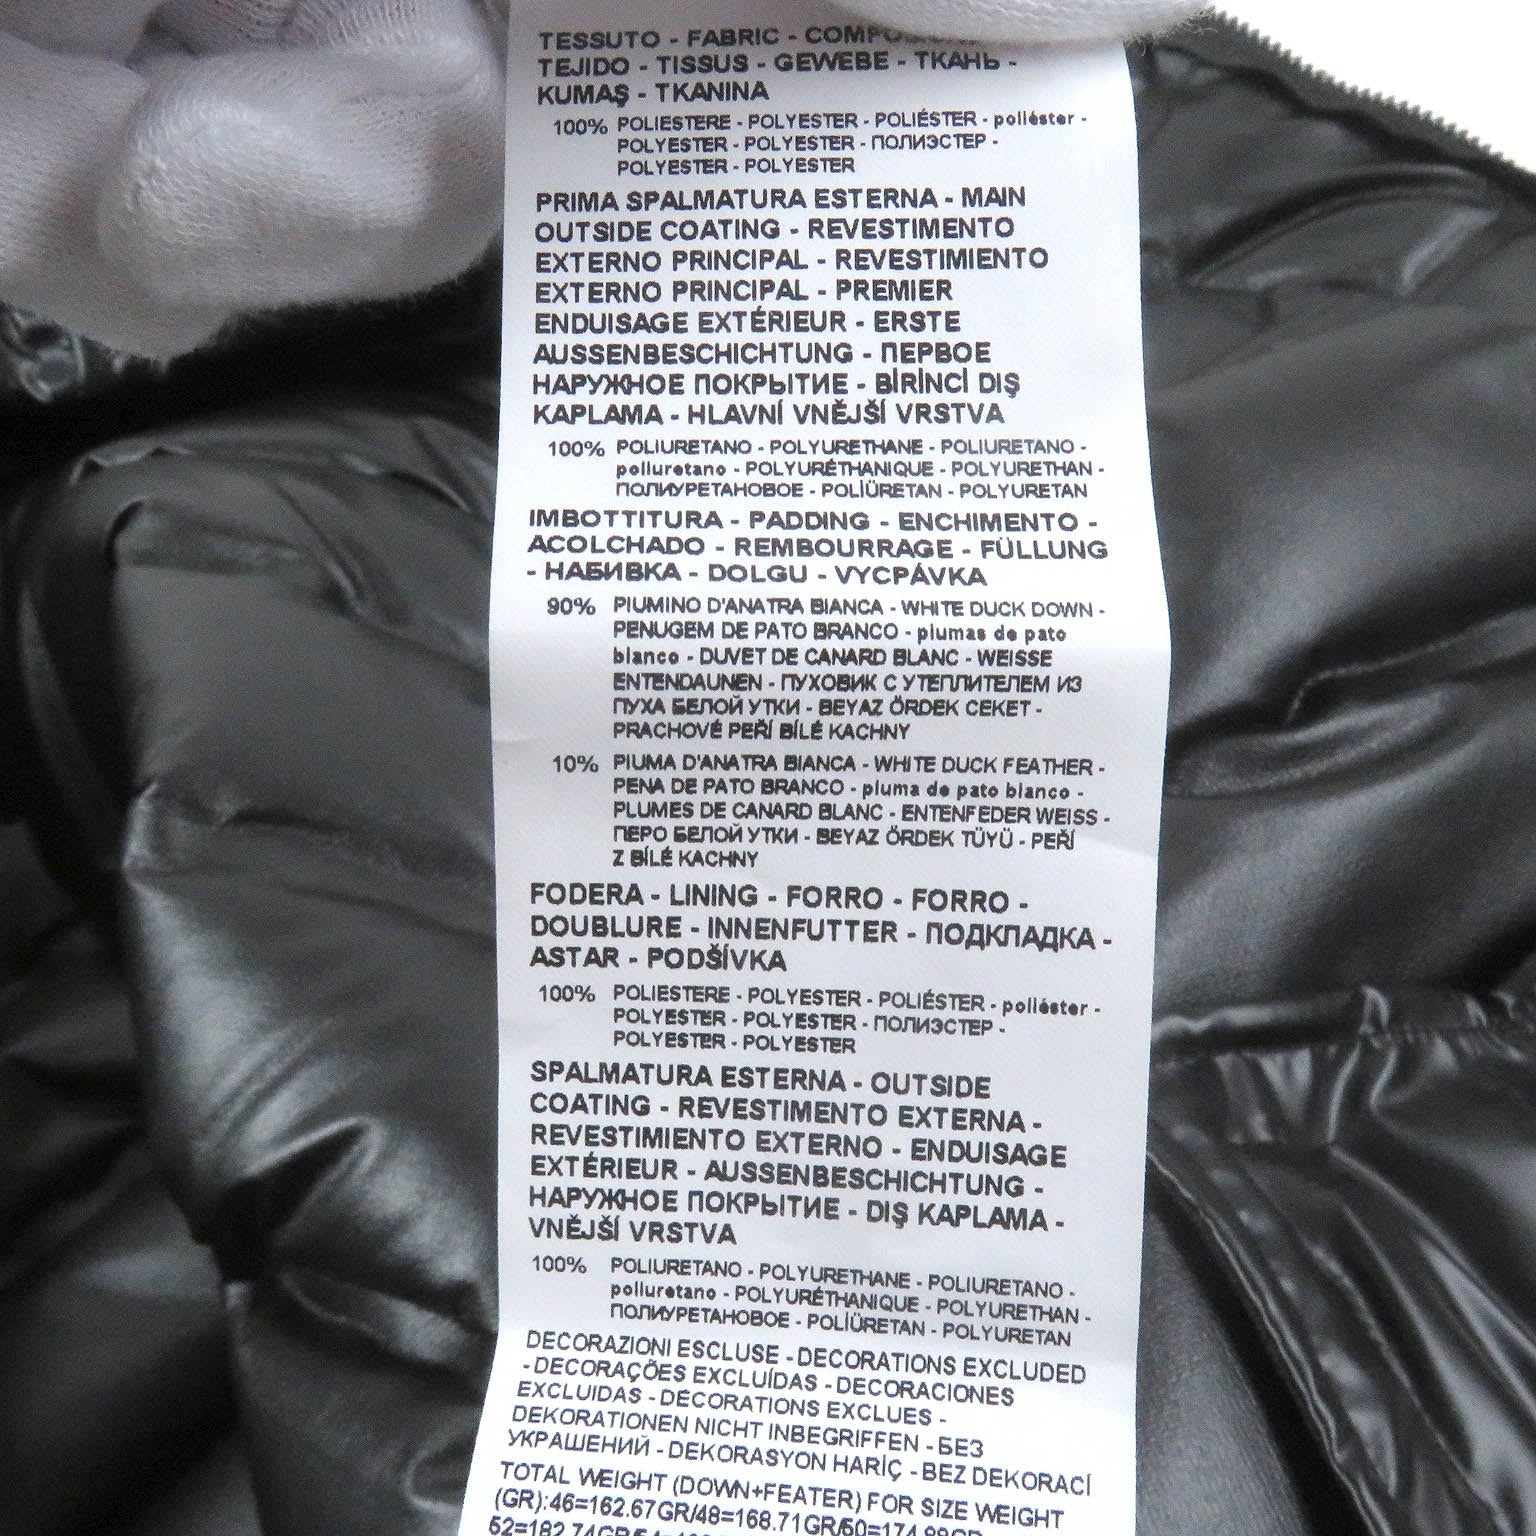 TESSUTO - FABRIC -
TEJIDO - TISSUS - GEWEBE - ТКАНЬ -
KUMAŞ - TKANINA
100% POLIESTERE - POLYESTER - POLIÉSTER - poliéster -
POLYESTER - POLYESTER - ПОЛИЭСТЕР -
POLYESTER - POLYESTER
PRIMA SPALMATURA ESTERNA - MAIN
OUTSIDE COATING - REVESTIMENTO
EXTERNO PRINCIPAL - REVESTIMIENTO
EXTERNO PRINCIPAL - PREMIER
ENDUISAGE EXTÉRIEUR - ERSTE
AUSSENBESCHICHTUNG - ПЕРВОЕ
НАРУЖНОЕ ПОКРЫТИЕ - BİRİNCİ DIŞ
KAPLAMA - HLAVNÍ VNĚJŠÍ VRSTVA
100% POLIURETANO - POLYURETHANE - POLIURETANO -
poliuretano - POLYURÉTHANIQUE - POLYURETHAN -
ПОЛИУРЕТАНОВОЕ - POLİÜRETAN - POLYURETAN
IMBOTTITURA - PADDING - ENCHIMENTO -
ACOLCHADO - REMBOURRAGE - FÜLLUNG
- НАБИВКА - DOLGU - VYCPÁVKA
90% PIUMINO D'ANATRA BIANCA - WHITE DUCK DOWN -
PENUGEM DE PATO BRANCO - plumas de pato
blanco - DUVET DE CANARD BLANC - WEISSE
ENTENDAUNEN - ПУХОВИК С УТЕПЛИТЕЛЕМ ИЗ
ПУХА БЕЛОЙ УТКИ - BEYAZ ÖRDEK CEKET -
PRACHOVÉ PEŘÍ BÍLÉ KACHNY
10% PIUMA D'ANATRA BIANCA - WHITE DUCK FEATHER -
PENA DE PATO BRANCO - pluma de pato blanco -
PLUMES DE CANARD BLANC - ENTENFEDER WEISS -
ПЕРО БЕЛОЙ УТКИ - BEYAZ ÖRDEK TÜYÜ - PEŘÍ
Z BÍLÉ KACHNY
FODERA - LINING - FORRO - FORRO -
DOUBLURE - INNENFUTTER - ПОДКЛАДКА -
ASTAR - PODŠÍVKA
100% POLIESTERE - POLYESTER - POLIÉSTER - poliéster -
POLYESTER - POLYESTER - ПОЛИЭСТЕР -
POLYESTER - POLYESTER
SPALMATURA ESTERNA - OUTSIDE
COATING - REVESTIMENTO EXTERNA -
REVESTIMIENTO EXTERNO - ENDUISAGE
EXTÉRIEUR - AUSSENBESCHICHTUNG -
НАРУЖНОЕ ПОКРЫТИЕ - DIŞ KAPLAMA -
VNĚJŠÍ VRSTVA
100% POLIURETANO - POLYURETHANE - POLIURETANO -
poliuretano - POLYURÉTHANIQUE - POLYURETHAN -
ПОЛИУРЕТАНОВОЕ - POLİÜRETAN - POLYURETAN
DECORAZIONI ESCLUSE - DECORATIONS EXCLUDED
- DECORAÇÕES EXCLUÍDAS - DECORACIONES
EXCLUIDAS - DÉCORATIONS EXCLUES -
DEKORATIONEN NICHT INBEGRIFFEN - БЕЗ
УКРАШЕНИЙ - DEKORASYON HARİÇ - BEZ DEKORACÍ
TOTAL WEIGHT (DOWN+FEATER) FOR SIZE WEIGHT
(GR):46=162.67GR/48=168.71GR/50=174.88GR
52=182.74GR/